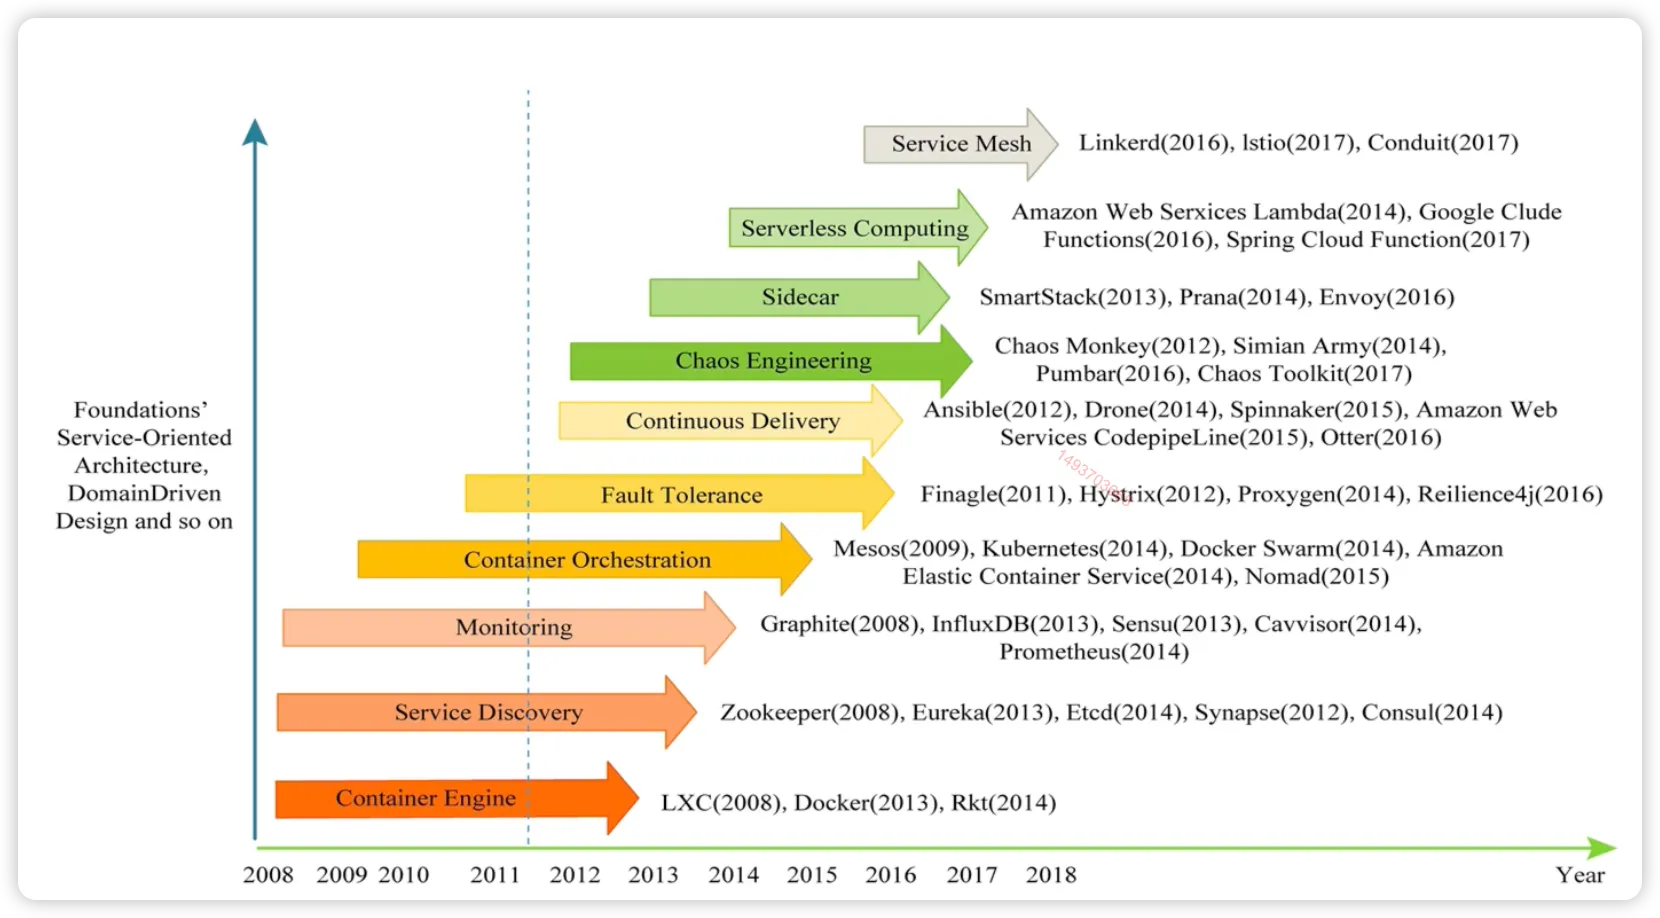 Service Mesh
Linkerd(2016), lstio(2017), Conduit(2017)
Serverless Computing
Amazon Web Serxices Lambda(2014), Google Clude
Functions(2016), Spring Cloud Function(2017)
Sidecar
SmartStack(2013), Prana(2014), Envoy(2016)
Chaos Engineering
Chaos Monkey(2012), Simian Army(2014),
Pumbar(2016), Chaos Toolkit(2017)
Continuous Delivery
Ansible(2012), Drone(2014), Spinnaker(2015), Amazon Web
Services CodepipeLine(2015), Otter(2016)
Foundations’
Service-Oriented
Architecture,
DomainDriven
Design and so on
Fault Tolerance
Finagle(2011), Hystrix(2012), Proxygen(2014), Reilience4j(2016)
Container Orchestration
Mesos(2009), Kubernetes(2014), Docker Swarm(2014), Amazon
Elastic Container Service(2014), Nomad(2015)
Monitoring
Graphite(2008), InfluxDB(2013), Sensu(2013), Cavvisor(2014),
Prometheus(2014)
Service Discovery
Zookeeper(2008), Eureka(2013), Etcd(2014), Synapse(2012), Consul(2014)
Container Engine
LXC(2008), Docker(2013), Rkt(2014)
2008 2009 2010 2011 2012 2013 2014 2015 2016 2017 2018 Year